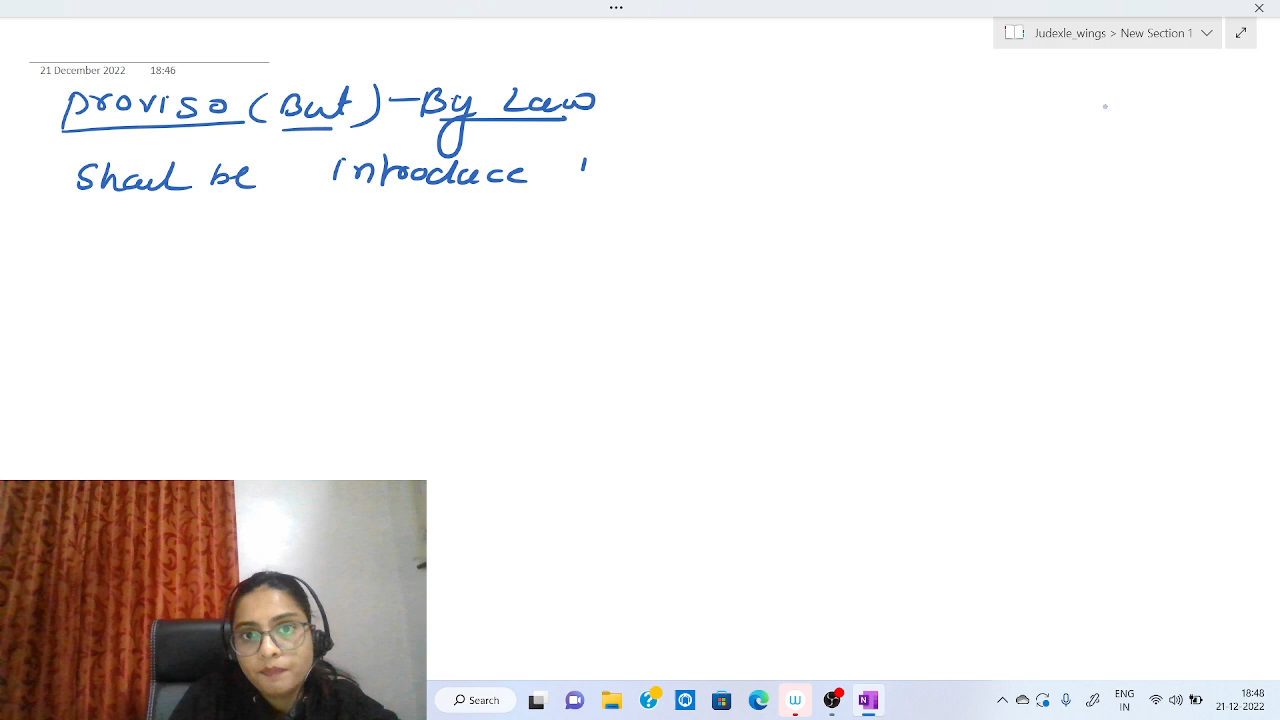 Judexle_wings > New Section 1
21 December 2022 18:46
proviso (But) - By Law
Shall be introduce
Search
IN
18:48
21-12-2022